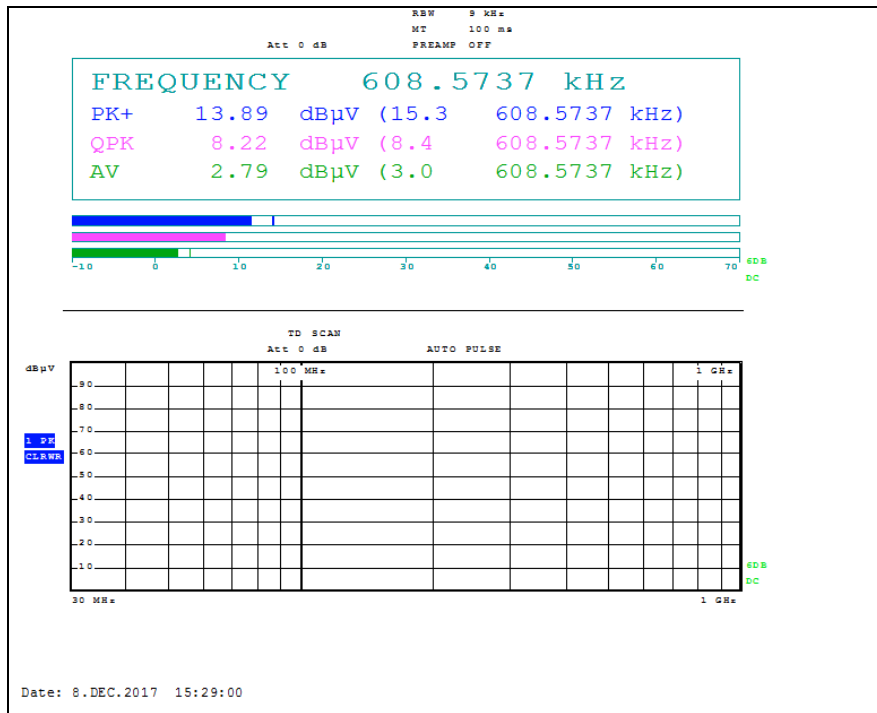 RBW 9 kHz
MT 100 ms
Att 0 dB PREAMP OFF
FREQUENCY 608.5737 kHz
PK+ 13.89 dBµV (15.3 608.5737 kHz)
QPK 8.22 dBµV (8.4 608.5737 kHz)
AV 2.79 dBµV (3.0 608.5737 kHz)
-10 0 10 20 30 40 50 60 70
6DB
DC
TD SCAN
Att 0 dB AUTO PULSE
dBµV 100 MHz 1 GHz
90
80
70
1 PK
CLRWR 60
50
40
30
20
10
6DB
DC
30 MHz 1 GHz
Date: 8.DEC.2017 15:29:00